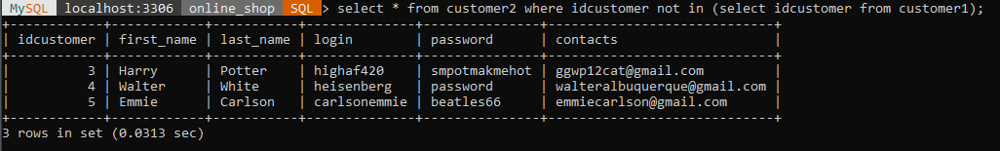 MySQL localhost:3306 online_shop SQL > select * from customer2 where idcustomer not in (select idcustomer from customer1);
+------------+------------+-----------+---------------+-------------+---------------------------+
| idcustomer | first_name | last_name | login         | password    | contacts                  |
+------------+------------+-----------+---------------+-------------+---------------------------+
|          3 | Harry      | Potter    | highaf420     | smpotmakmehot | ggwp12cat@gmail.com       |
|          4 | Walter     | White     | heisenberg    | password    | walteralbuquerque@gmail.com |
|          5 | Emmie      | Carlson   | carlsonemmie  | beatles66   | emmiecarlson@gmail.com    |
+------------+------------+-----------+---------------+-------------+---------------------------+
3 rows in set (0.0313 sec)